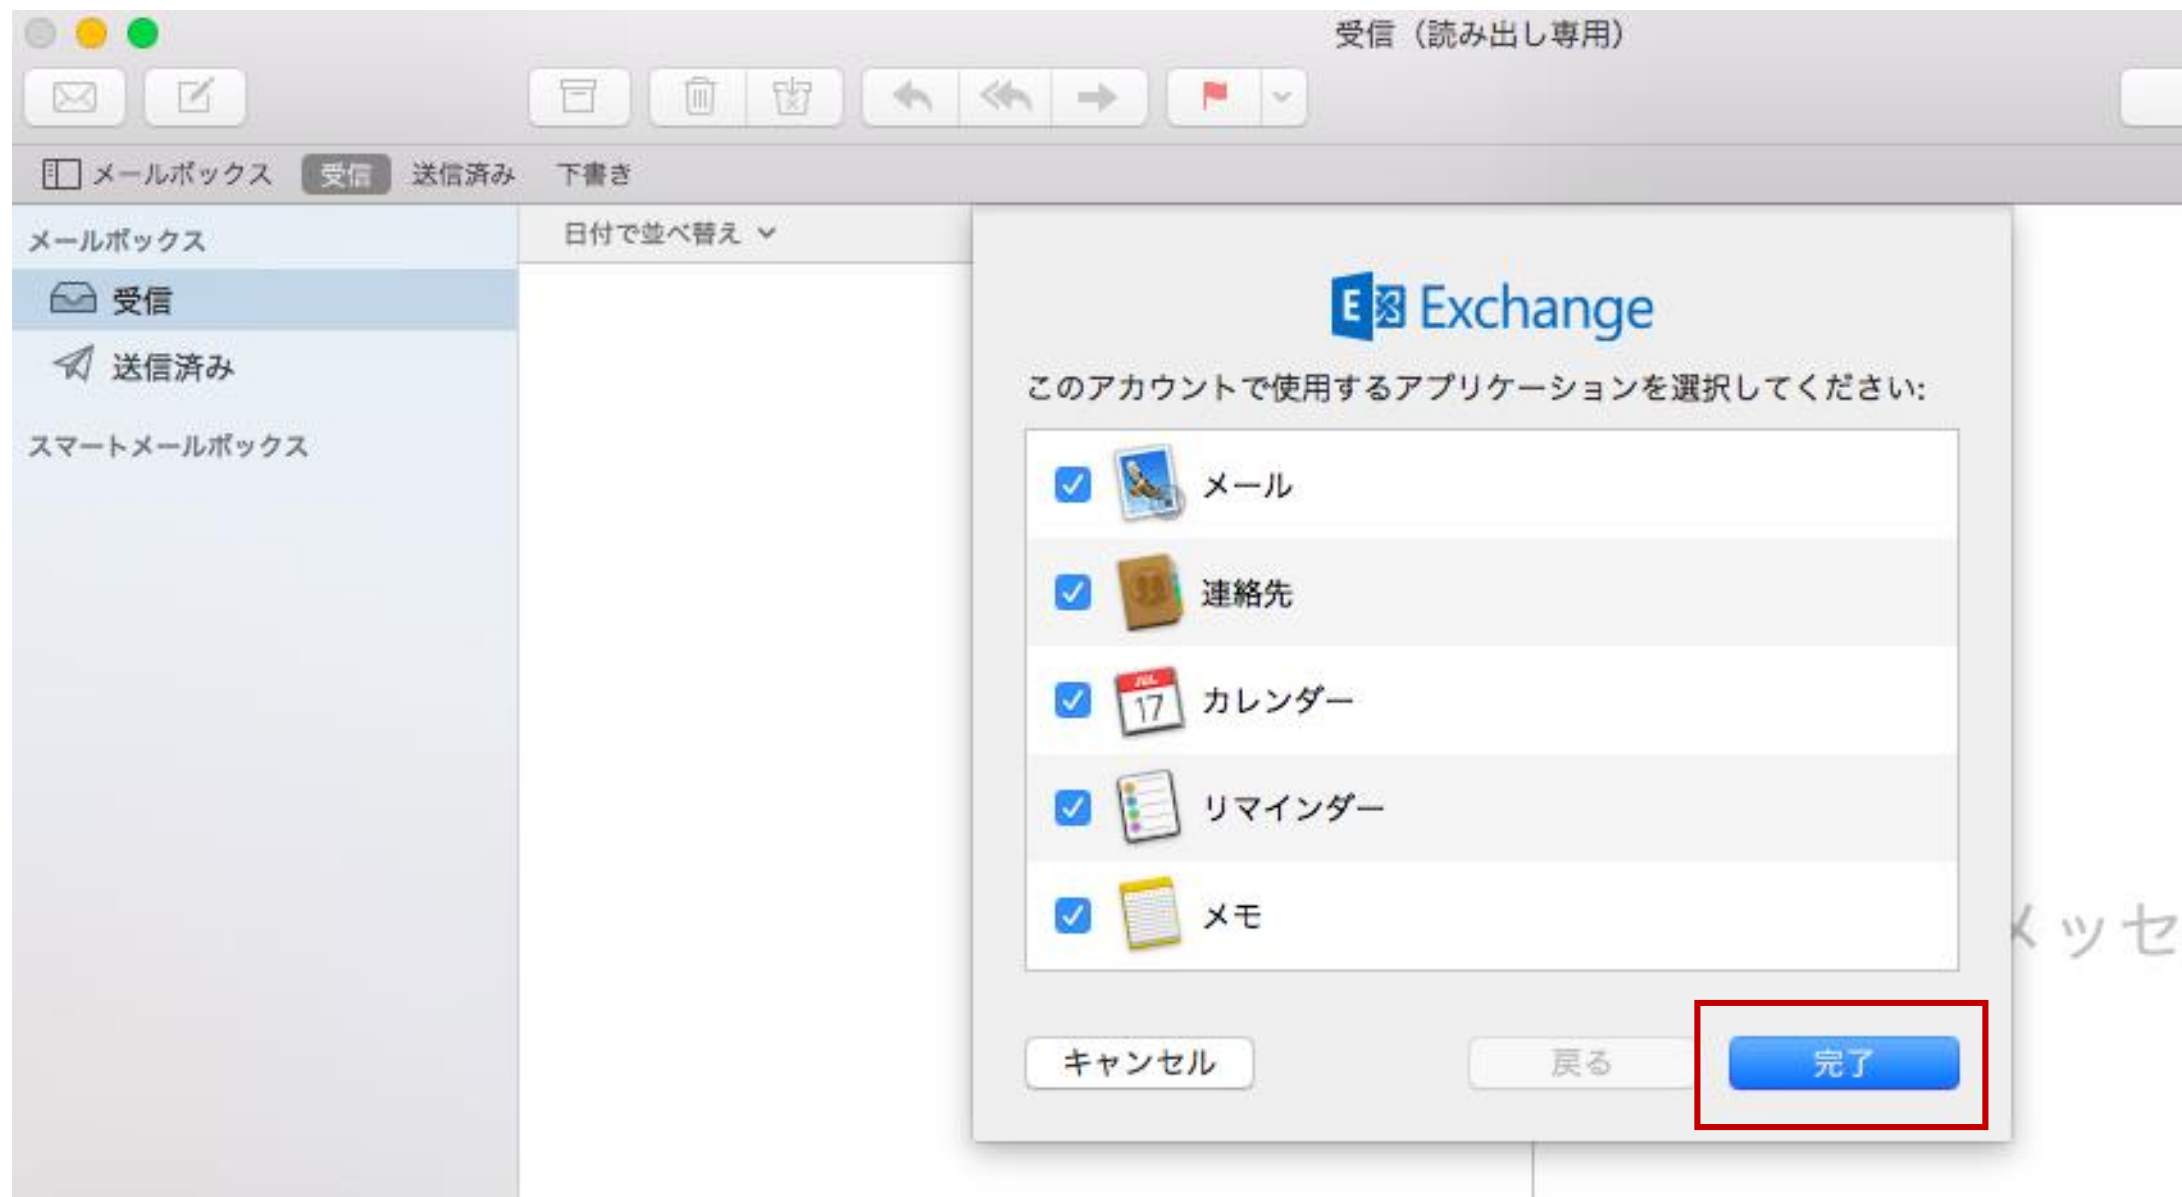 受信（読み出し専用）
メールボックス 受信 送信済み 下書き
メールボックス
受信
送信済み
スマートメールボックス
日付で並べ替え
E Exchange
このアカウントで使用するアプリケーションを選択してください:
メール
連絡先
JUL 17 カレンダー
リマインダー
メモ
メッセ
キャンセル 戻る 完了